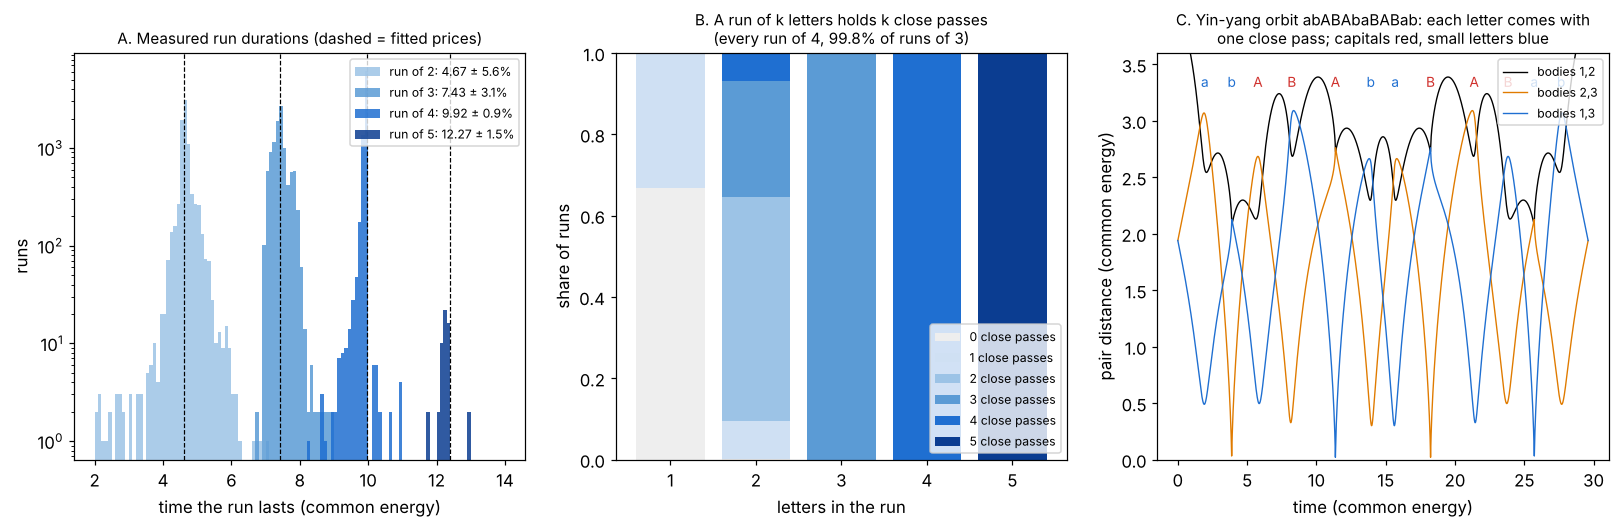 A. Measured run durations (dashed = fitted prices)
run of 2: 4.67 ± 5.6%
run of 3: 7.43 ± 3.1%
run of 4: 9.92 ± 0.9%
run of 5: 12.27 ± 1.5%
runs
10³
10²
10¹
10⁰
2 4 6 8 10 12 14
time the run lasts (common energy)
B. A run of k letters holds k close passes
(every run of 4, 99.8% of runs of 3)
share of runs
1.0
0.8
0.6
0.4
0.2
0.0
0 close passes
1 close passes
2 close passes
3 close passes
4 close passes
5 close passes
1 2 3 4 5
letters in the run
C. Yin-yang orbit abABAbaBABab: each letter comes with
one close pass; capitals red, small letters blue
a b A B A b a B A B a b
bodies 1,2
bodies 2,3
bodies 1,3
pair distance (common energy)
3.5
3.0
2.5
2.0
1.5
1.0
0.5
0.0
0 5 10 15 20 25 30
time (common energy)